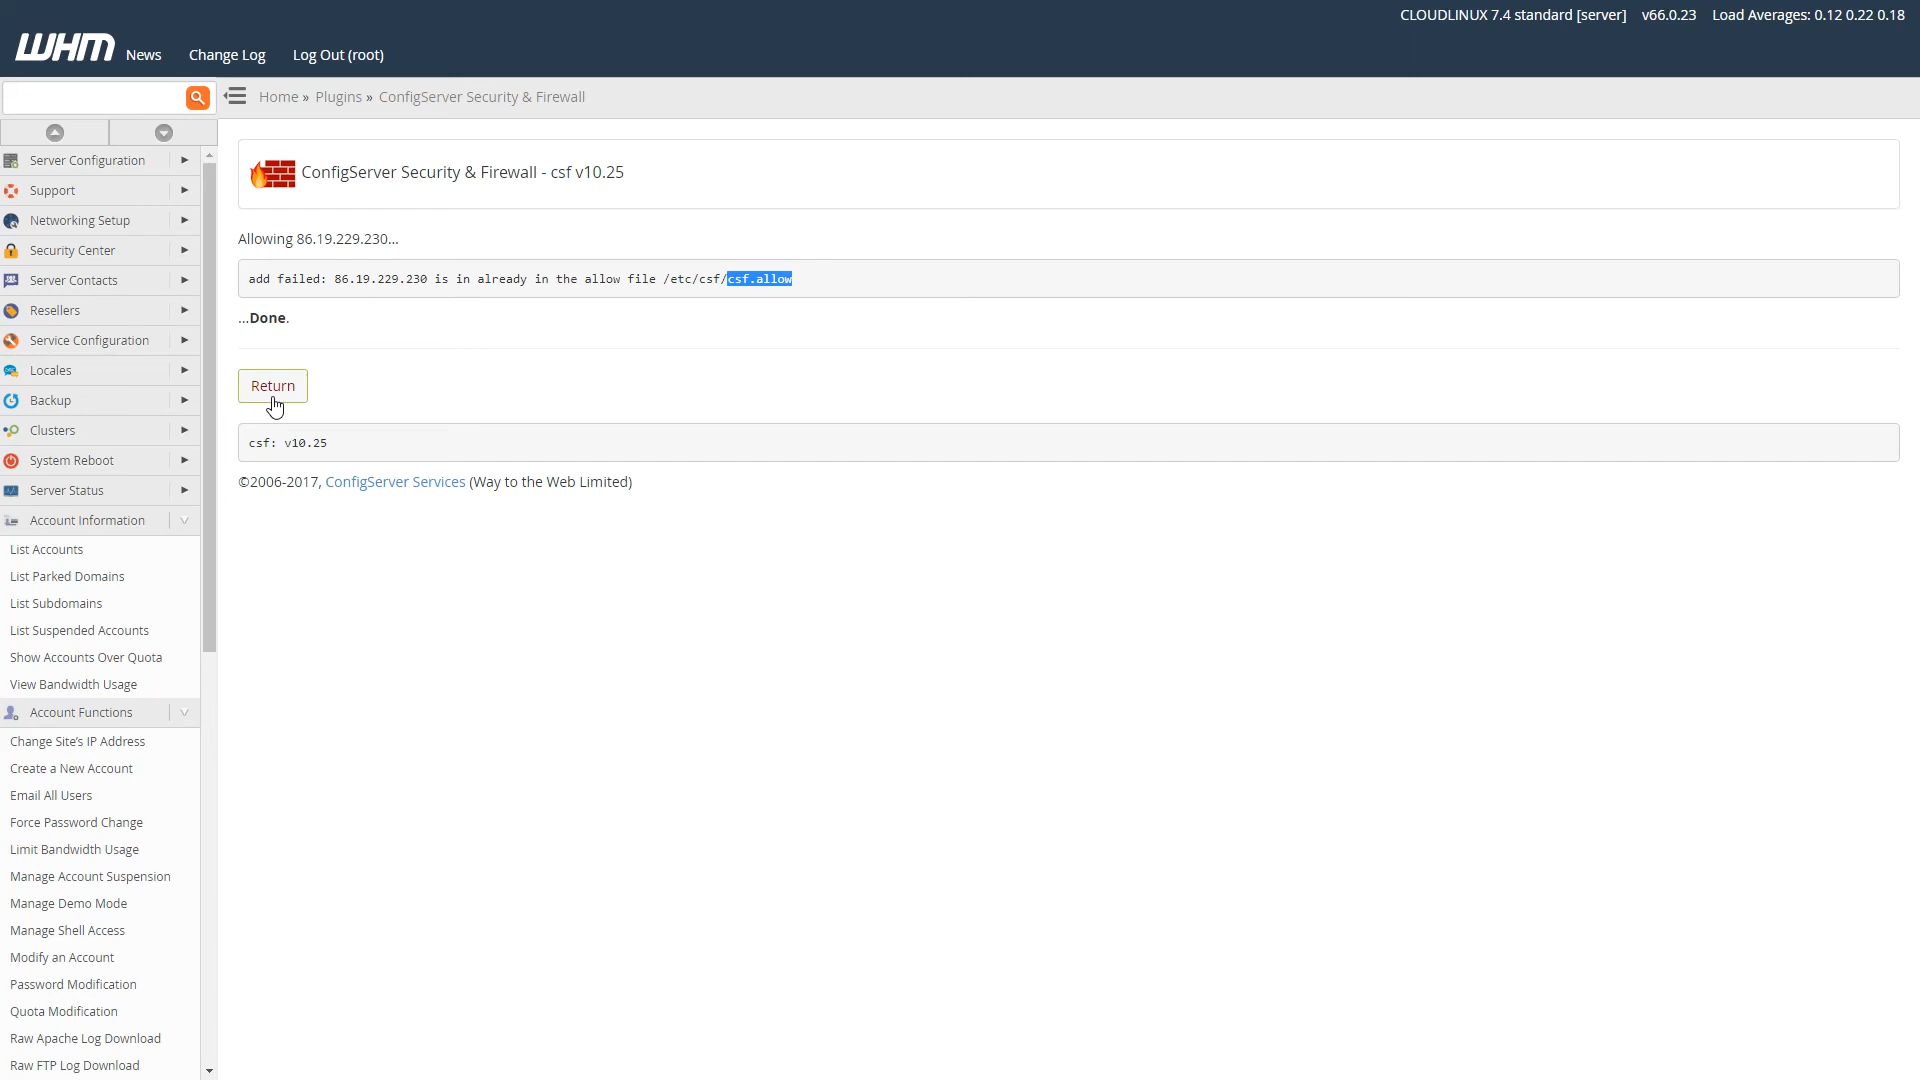 CLOUDLINUX 7.4 standard [server] v66.0.23 Load Averages: 0.12 0.22 0.18
WHM News Change Log Log Out (root)
Home » Plugins » ConfigServer Security & Firewall
Server Configuration
Support
Networking Setup
Security Center
Server Contacts
Resellers
Service Configuration
Locales
Backup
Clusters
System Reboot
Server Status
Account Information
List Accounts
List Parked Domains
List Subdomains
List Suspended Accounts
Show Accounts Over Quota
View Bandwidth Usage
Account Functions
Change Site's IP Address
Create a New Account
Email All Users
Force Password Change
Limit Bandwidth Usage
Manage Account Suspension
Manage Demo Mode
Manage Shell Access
Modify an Account
Password Modification
Quota Modification
Raw Apache Log Download
Raw FTP Log Download
ConfigServer Security & Firewall - csf v10.25
Allowing 86.19.229.230...
add failed: 86.19.229.230 is in already in the allow file /etc/csf/csf.allow
...Done.
Return
csf: v10.25
©2006-2017, ConfigServer Services (Way to the Web Limited)